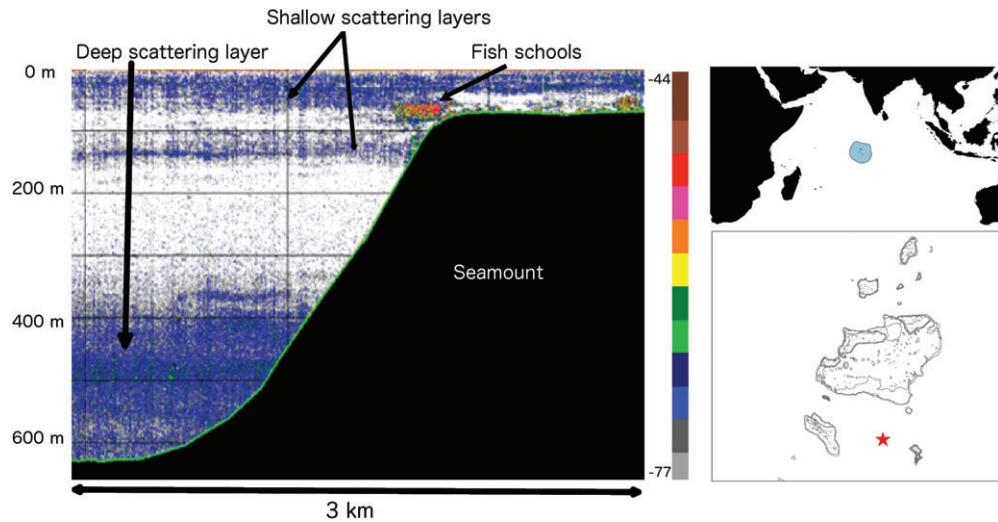 Shallow scattering layers
Deep scattering layer
Fish schools
0 m
-44
200 m
Seamount
400 m
600 m
-77
3 km